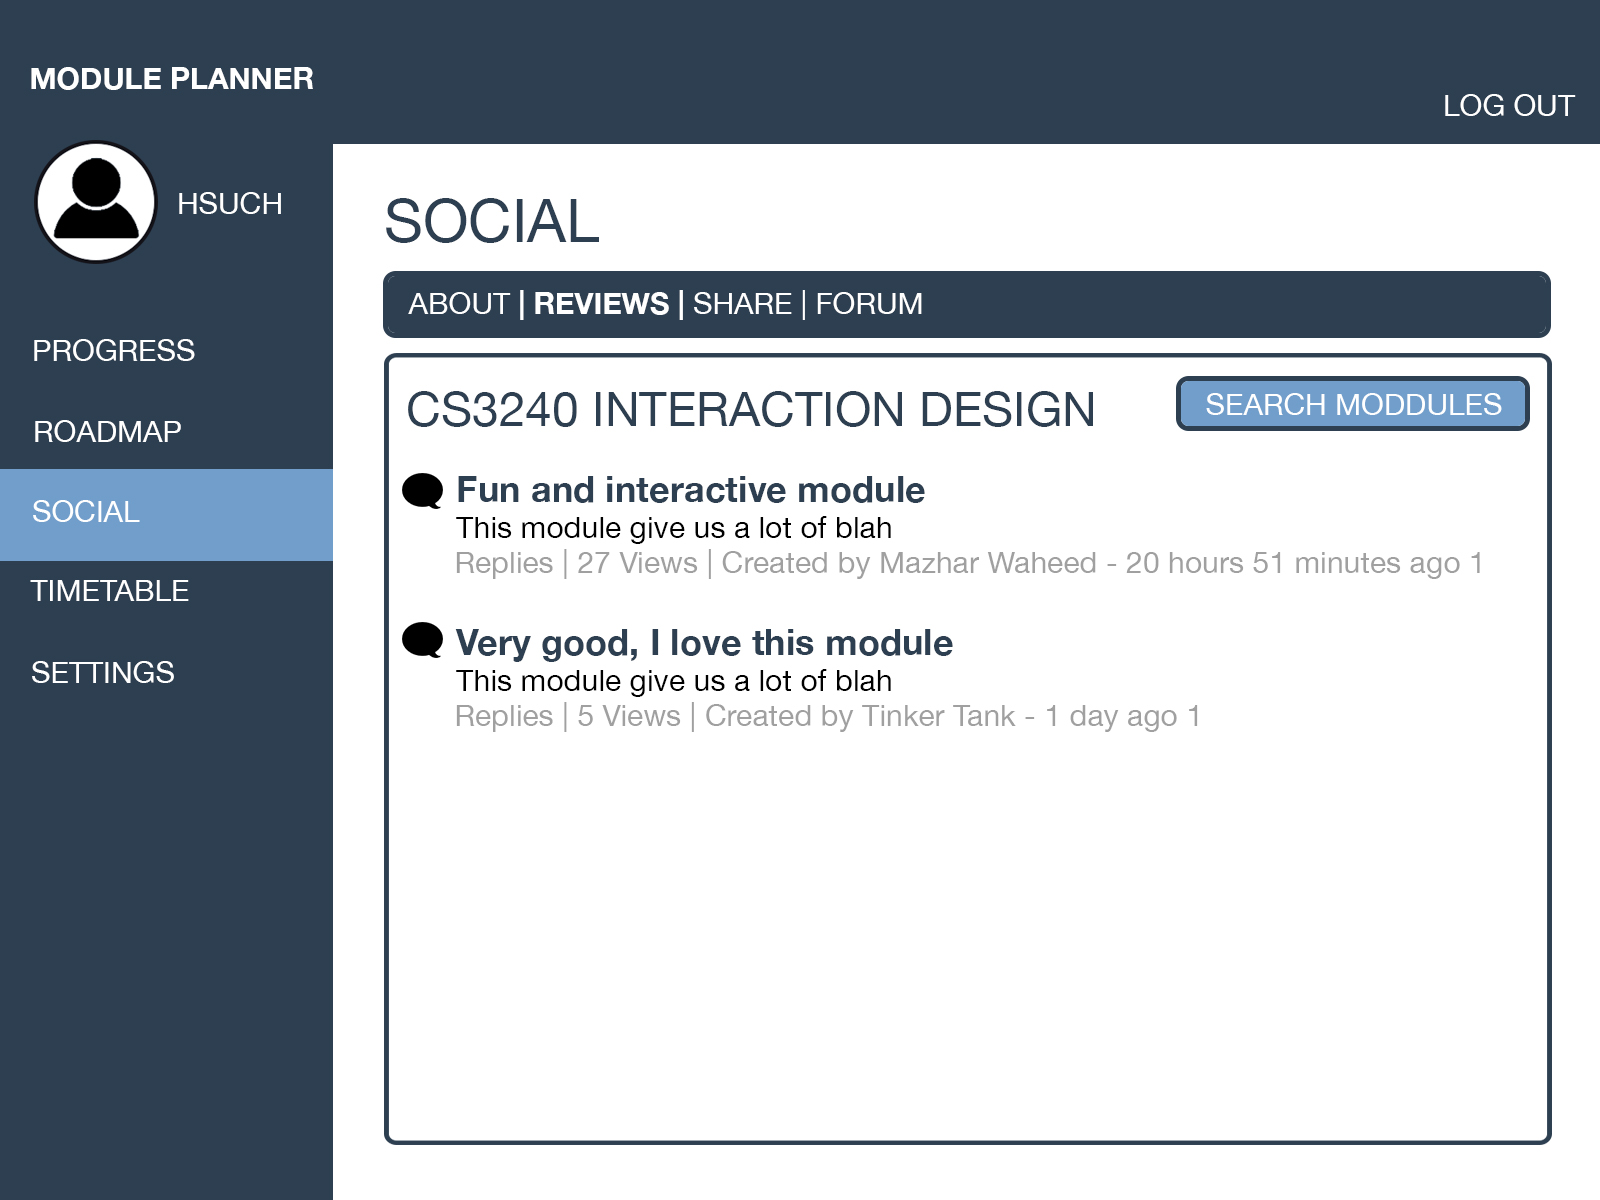 MODULE PLANNER
LOG OUT
HSUCH
PROGRESS
ROADMAP
SOCIAL
TIMETABLE
SETTINGS
SOCIAL
ABOUT | REVIEWS | SHARE | FORUM
CS3240 INTERACTION DESIGN
SEARCH MODDULES
Fun and interactive module
This module give us a lot of blah
Replies | 27 Views | Created by Mazhar Waheed - 20 hours 51 minutes ago 1
Very good, I love this module
This module give us a lot of blah
Replies | 5 Views | Created by Tinker Tank - 1 day ago 1